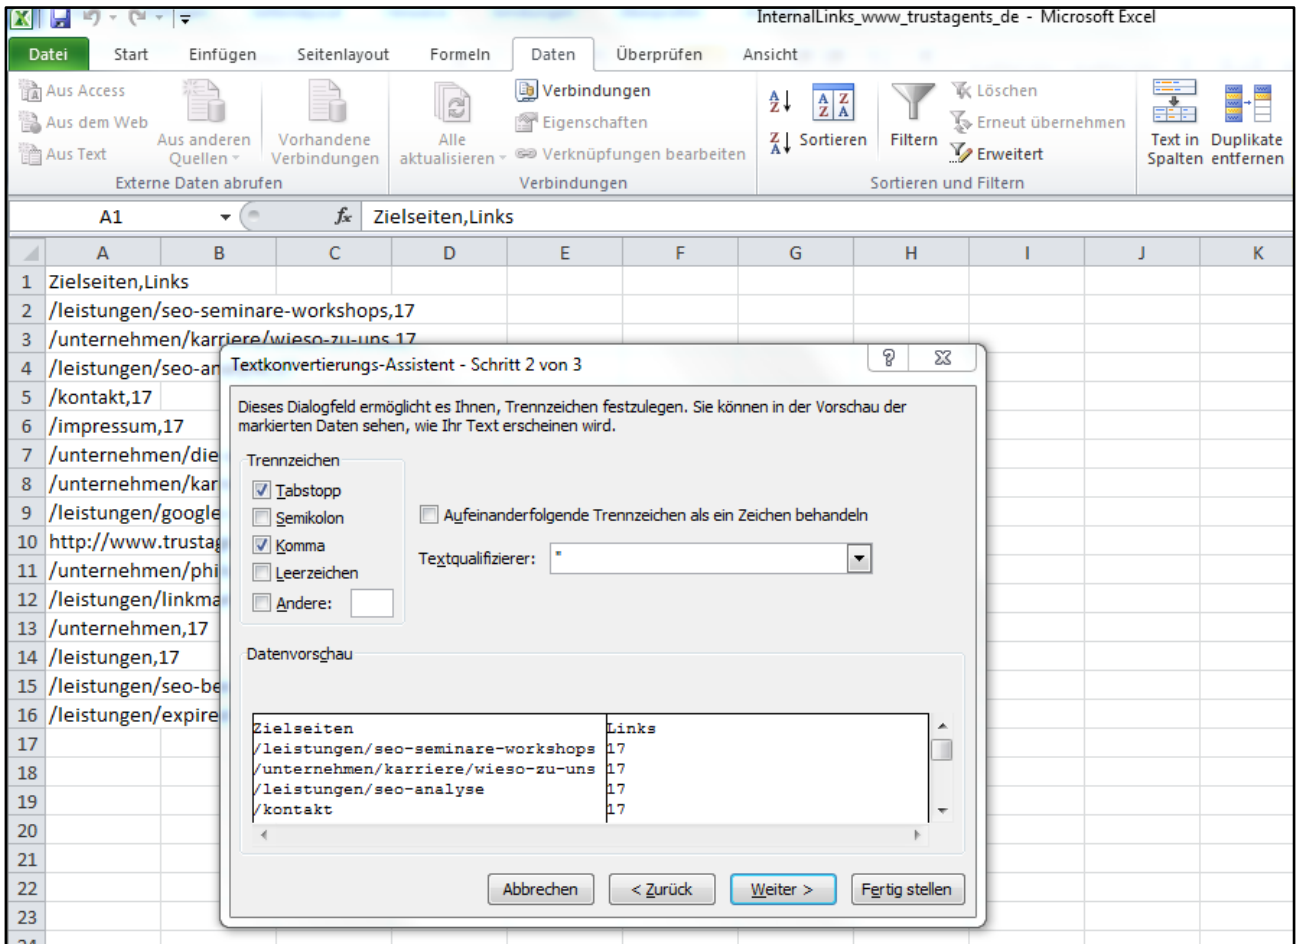 InternalLinks_www_trustagents_de - Microsoft Excel
Datei Start Einfügen Seitenlayout Formeln Daten Überprüfen Ansicht
Aus Access
Aus dem Web
Aus Text
Aus anderen
Quellen
Vorhandene
Verbindungen
Externe Daten abrufen
Alle
aktualisieren
Verbindungen
Eigenschaften
Verknüpfungen bearbeiten
Verbindungen
Sortieren
Filtern
Löschen
Erneut übernehmen
Erweitert
Sortieren und Filtern
Text in
Spalten
Duplikate
entfernen
A1 fx Zielseiten,Links
A B C D E F G H I J K
1 Zielseiten,Links
2 /leistungen/seo-seminare-workshops,17
3 /unternehmen/karriere/wieso-zu-uns,17
4 /leistungen/seo-an
5 /kontakt,17
6 /impressum,17
7 /unternehmen/die
8 /unternehmen/kar
9 /leistungen/google
10 http://www.trustag
11 /unternehmen/phi
12 /leistungen/linkma
13 /unternehmen,17
14 /leistungen,17
15 /leistungen/seo-be
16 /leistungen/expire
17
18
19
20
21
22
23
24
Textkonvertierungs-Assistent - Schritt 2 von 3
Dieses Dialogfeld ermöglicht es Ihnen, Trennzeichen festzulegen. Sie können in der Vorschau der
markierten Daten sehen, wie Ihr Text erscheinen wird.
Trennzeichen
Tabstopp
Semikolon
Komma
Leerzeichen
Andere:
Aufeinanderfolgende Trennzeichen als ein Zeichen behandeln
Textqualifizierer: "
Datenvorschau
Zielseiten Links
/leistungen/seo-seminare-workshops 17
/unternehmen/karriere/wieso-zu-uns 17
/leistungen/seo-analyse 17
/kontakt 17
Abbrechen < Zurück Weiter > Fertig stellen